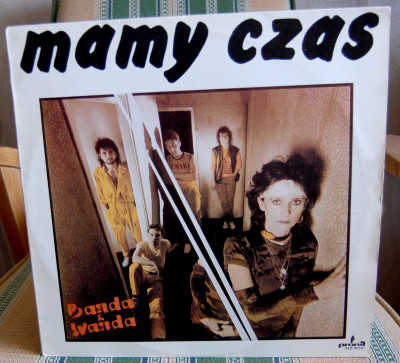 mamy czas
Banda
&
Wanda
pronit